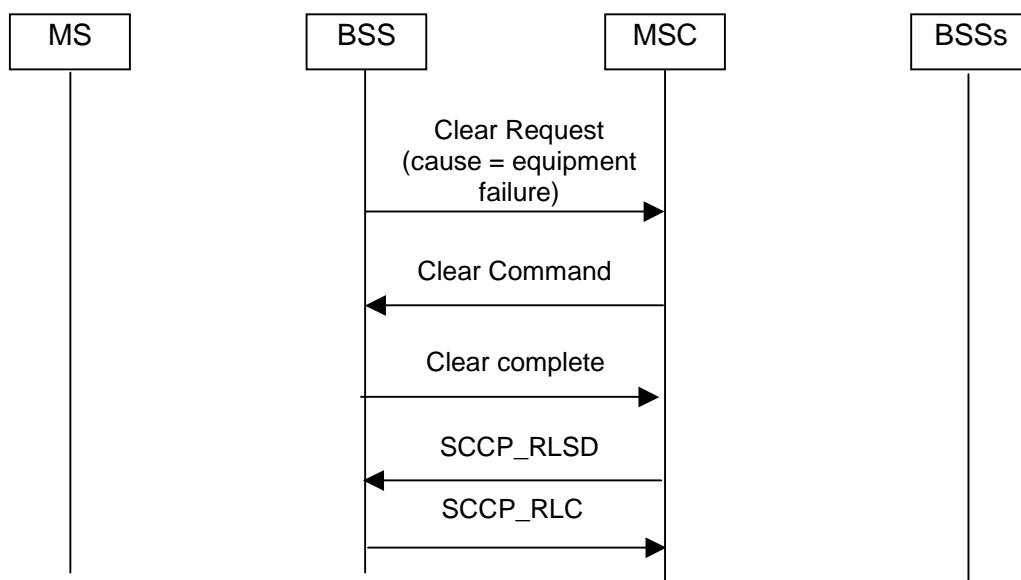 MS
BSS
MSC
BSSs
Clear Request
(cause = equipment
failure)
Clear Command
Clear complete
SCCP_RLSD
SCCP_RLC